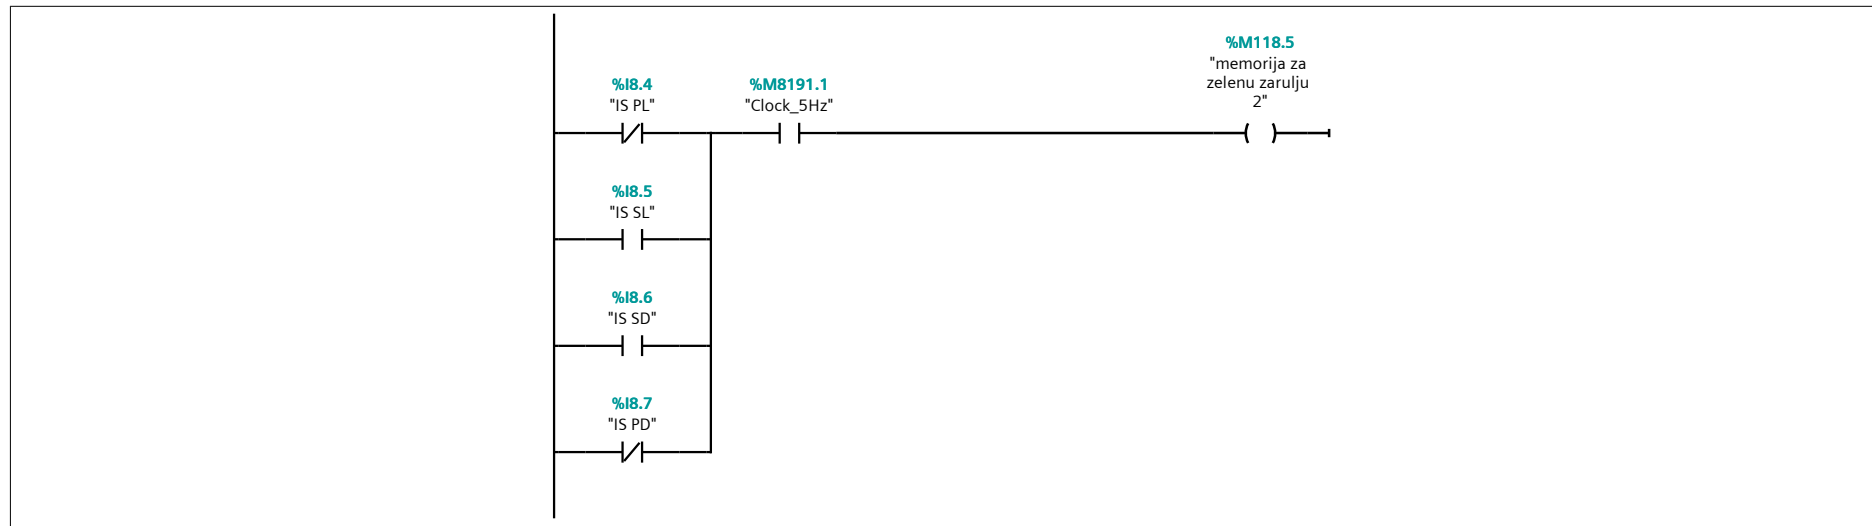 %M118.5
"memorija za
zelenu zarulju
2"
%I8.4
"IS PL"
%M8191.1
"Clock_5Hz"
%I8.5
"IS SL"
%I8.6
"IS SD"
%I8.7
"IS PD"